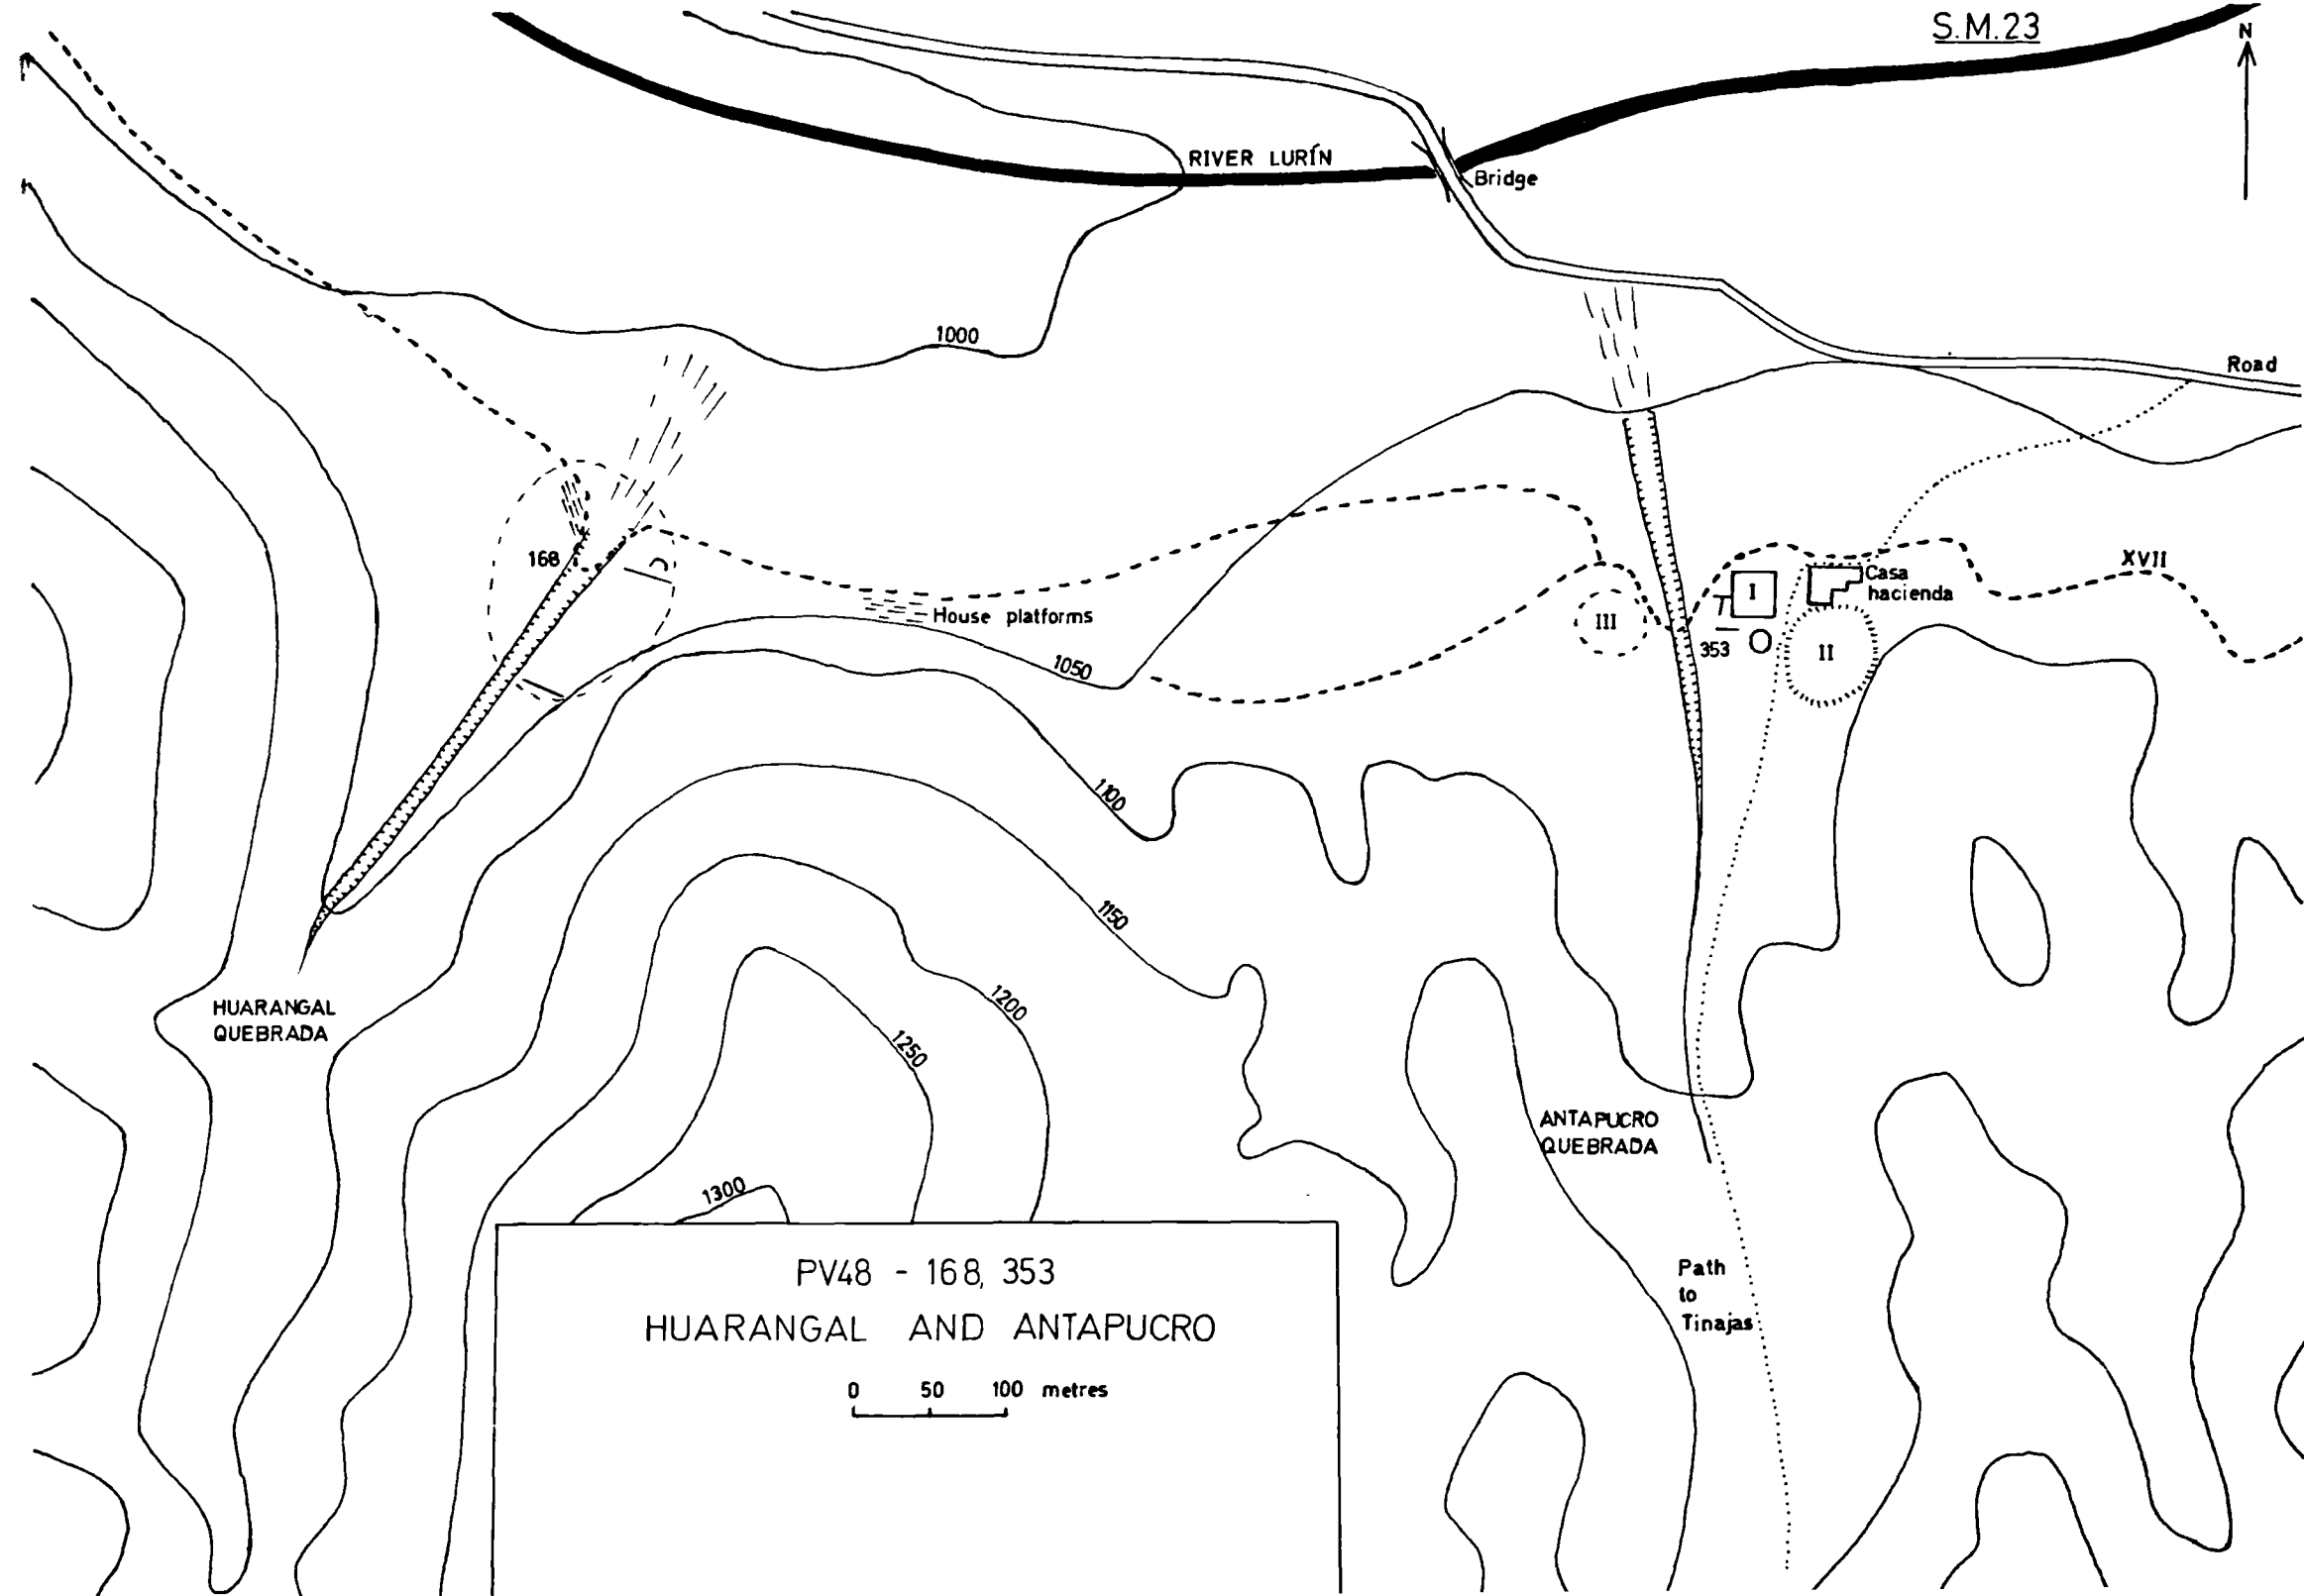 S.M.23
N
RIVER LURÍN
Bridge
1000
Road
168
XVII
I
Casa
hacienda
House platforms
III
353
II
1050
1100
1150
HUARANGAL
QUEBRADA
1200
1250
ANTAPUCRO
QUEBRADA
1300
Path
to
Tinajas
PV48 - 168, 353
HUARANGAL AND ANTAPUCRO
0 50 100 metres